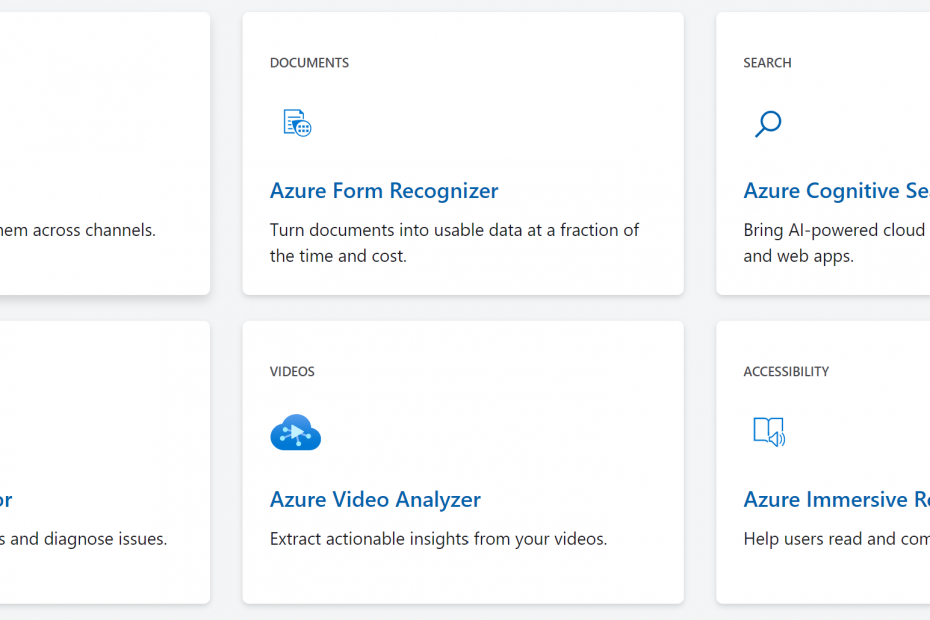 hem across channels.
DOCUMENTS
Azure Form Recognizer
Turn documents into usable data at a fraction of
the time and cost.
SEARCH
Azure Cognitive Se
Bring AI-powered cloud
and web apps.
or
s and diagnose issues.
VIDEOS
Azure Video Analyzer
Extract actionable insights from your videos.
ACCESSIBILITY
Azure Immersive Re
Help users read and com